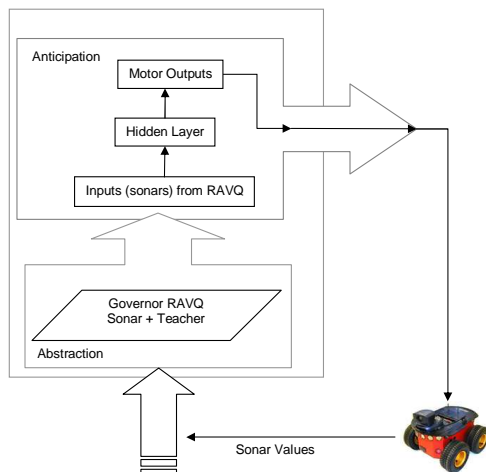 Anticipation
Motor Outputs
Hidden Layer
Inputs (sonars) from RAVQ
Governor RAVQ
Sonar + Teacher
Abstraction
Sonar Values